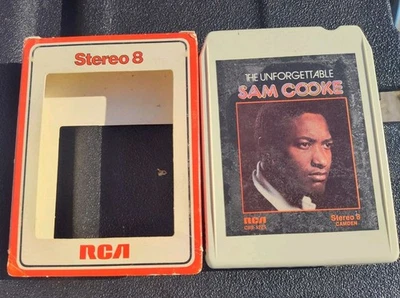 Stereo 8
RCA
THE UNFORGETTABLE
SAM COOKE
RCA
Stereo 8
CAMDEN